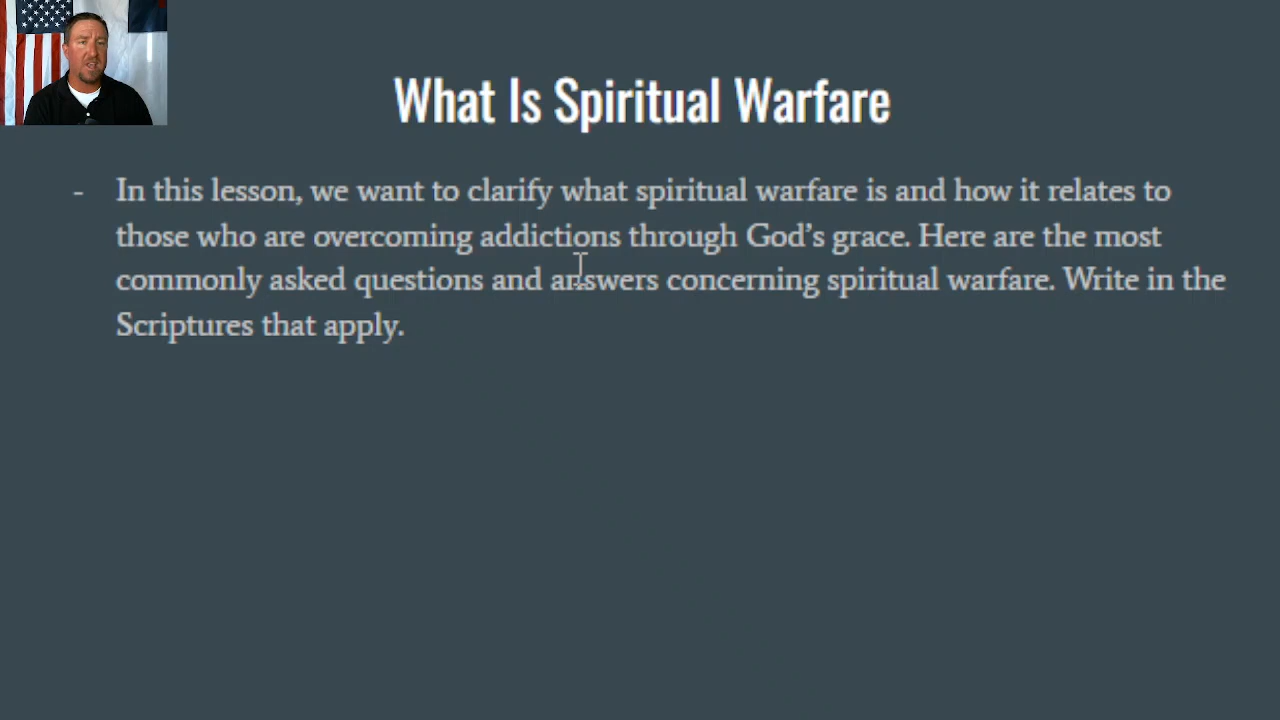 What Is Spiritual Warfare
- In this lesson, we want to clarify what spiritual warfare is and how it relates to
those who are overcoming addictions through God’s grace. Here are the most
commonly asked questions and answers concerning spiritual warfare. Write in the
Scriptures that apply.